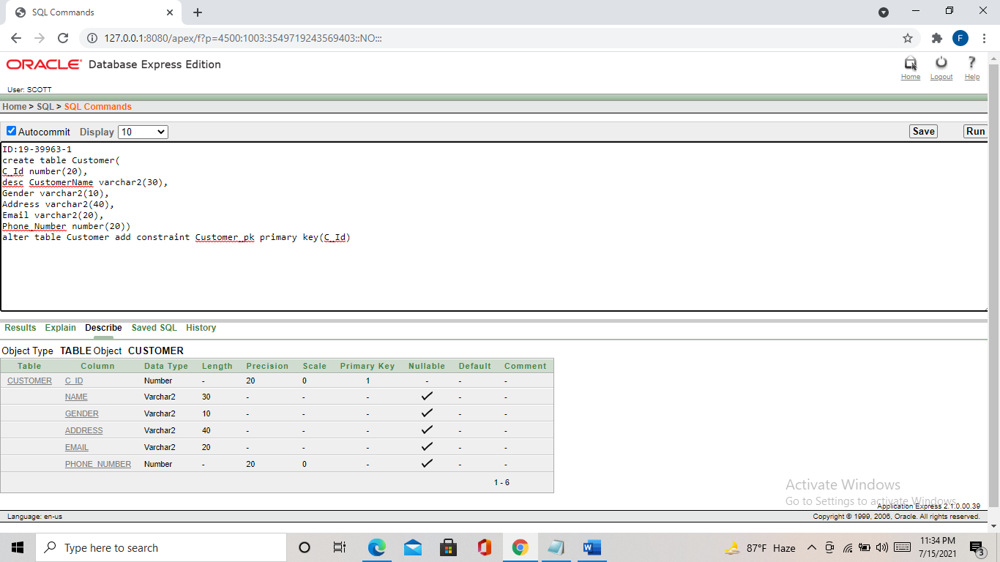 SQL Commands
127.0.0.1:8080/apex/f?p=4500:1003:3549719243569403::NO:::
F
ORACLE Database Express Edition
Home Logout Help
User: SCOTT
Home > SQL > SQL Commands
Autocommit Display 10 Save Run
ID:19-39963-1
create table Customer(
C_Id number(20),
desc CustomerName varchar2(30),
Gender varchar2(10),
Address varchar2(40),
Email varchar2(20),
Phone_Number number(20))
alter table Customer add constraint Customer_pk primary key(C_Id)
Results Explain Describe Saved SQL History
Object Type TABLE Object CUSTOMER
Table Column Data Type Length Precision Scale Primary Key Nullable Default Comment
CUSTOMER C_ID Number - 20 0 1 - - -
NAME Varchar2 30 - - - - -
GENDER Varchar2 10 - - - - -
ADDRESS Varchar2 40 - - - - -
EMAIL Varchar2 20 - - - - -
PHONE_NUMBER Number - 20 0 - - -
1 - 6
Activate Windows
Go to Settings to activate Windows.
Application Express 2.1.0.00.39
Language: en-us Copyright © 1999, 2006, Oracle. All rights reserved.
Type here to search
87°F Haze
11:34 PM
7/15/2021
3